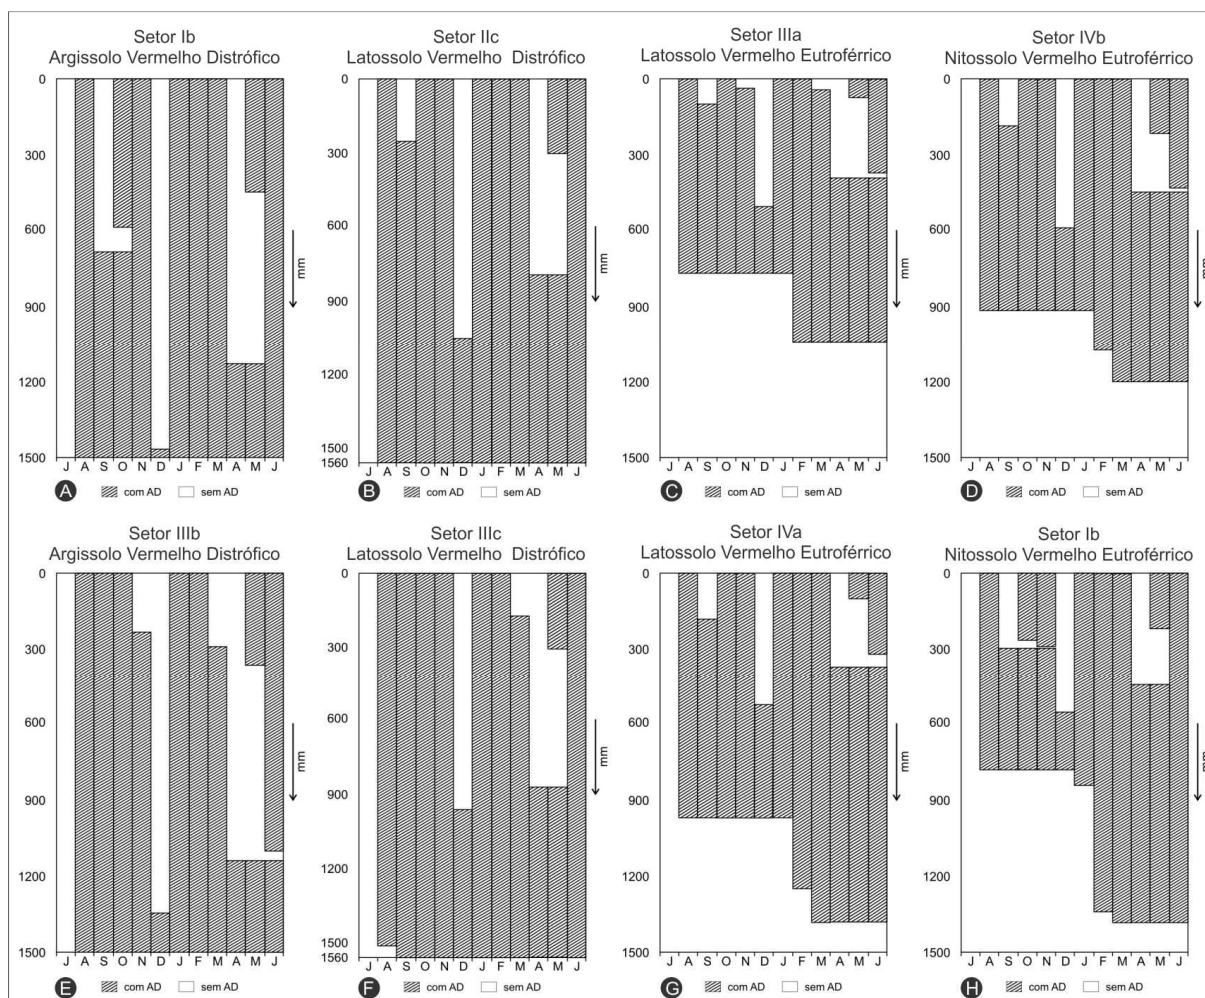 Setor Ib
Argissolo Vermelho Distrófico
0
300
600
900
1200
1500
mm
J A S O N D J F M A M J
A com AD sem AD
Setor IIc
Latossolo Vermelho Distrófico
0
300
600
900
1200
1500
1560
mm
J A S O N D J F M A M J
B com AD sem AD
Setor IIIa
Latossolo Vermelho Eutroférrico
0
300
600
900
1200
1500
mm
J A S O N D J F M A M J
C com AD sem AD
Setor IVb
Nitossolo Vermelho Eutroférrico
0
300
600
900
1200
1500
mm
J A S O N D J F M A M J
D com AD sem AD
Setor IIIb
Argissolo Vermelho Distrófico
0
300
600
900
1200
1500
mm
J A S O N D J F M A M J
E com AD sem AD
Setor IIIc
Latossolo Vermelho Distrófico
0
300
600
900
1200
1500
1560
mm
J A S O N D J F M A M J
F com AD sem AD
Setor IVa
Latossolo Vermelho Eutroférrico
0
300
600
900
1200
1500
mm
J A S O N D J F M A M J
G com AD sem AD
Setor Ib
Nitossolo Vermelho Eutroférrico
0
300
600
900
1200
1500
mm
J A S O N D J F M A M J
H com AD sem AD